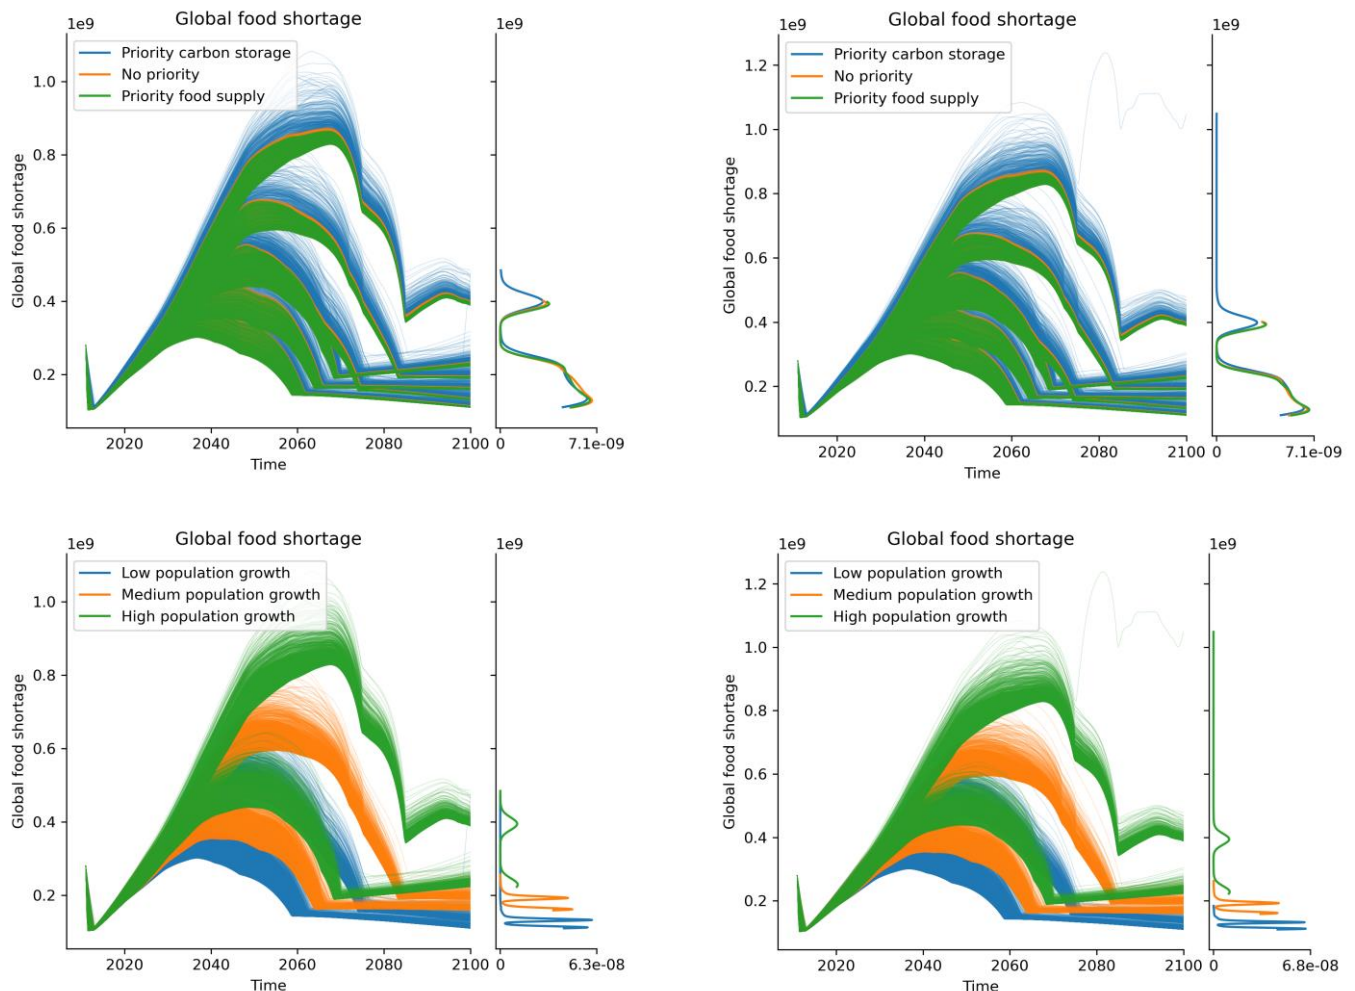 Global food shortage
1e9
1e9
Priority carbon storage
No priority
Priority food supply
1.0
0.8
0.6
0.4
0.2
Global food shortage
2020 2040 2060 2080 2100 0 7.1e-09
Time
Global food shortage
1e9
1e9
Priority carbon storage
No priority
Priority food supply
1.2
1.0
0.8
0.6
0.4
0.2
Global food shortage
2020 2040 2060 2080 2100 0 7.1e-09
Time
Global food shortage
1e9
1e9
Low population growth
Medium population growth
High population growth
1.0
0.8
0.6
0.4
0.2
Global food shortage
2020 2040 2060 2080 2100 0 6.3e-08
Time
Global food shortage
1e9
1e9
Low population growth
Medium population growth
High population growth
1.2
1.0
0.8
0.6
0.4
0.2
Global food shortage
2020 2040 2060 2080 2100 0 6.8e-08
Time